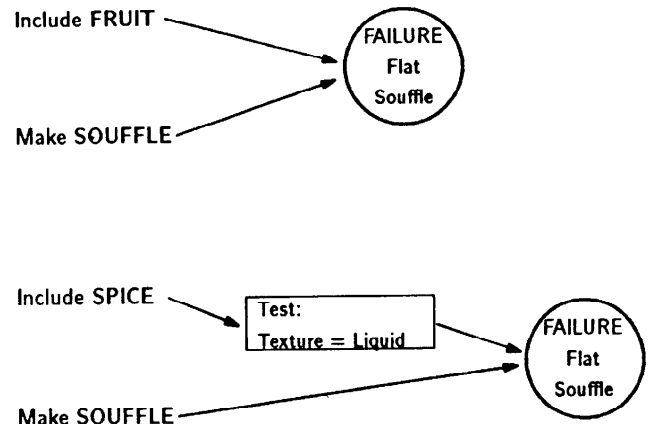 Include FRUIT
FAILURE
Flat
Souffle
Make SOUFFLE
Include SPICE
Test:
Texture = Liquid
FAILURE
Flat
Souffle
Make SOUFFLE